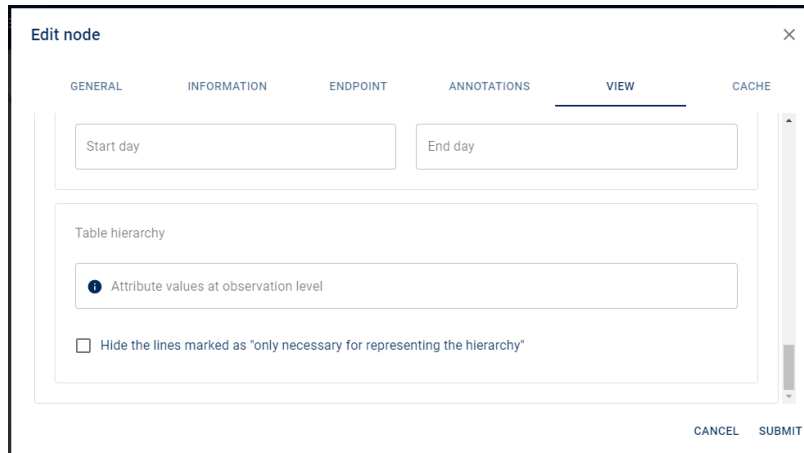 Edit node
GENERAL INFORMATION ENDPOINT ANNOTATIONS VIEW CACHE
Start day End day
Table hierarchy
Attribute values at observation level
Hide the lines marked as "only necessary for representing the hierarchy"
CANCEL SUBMIT